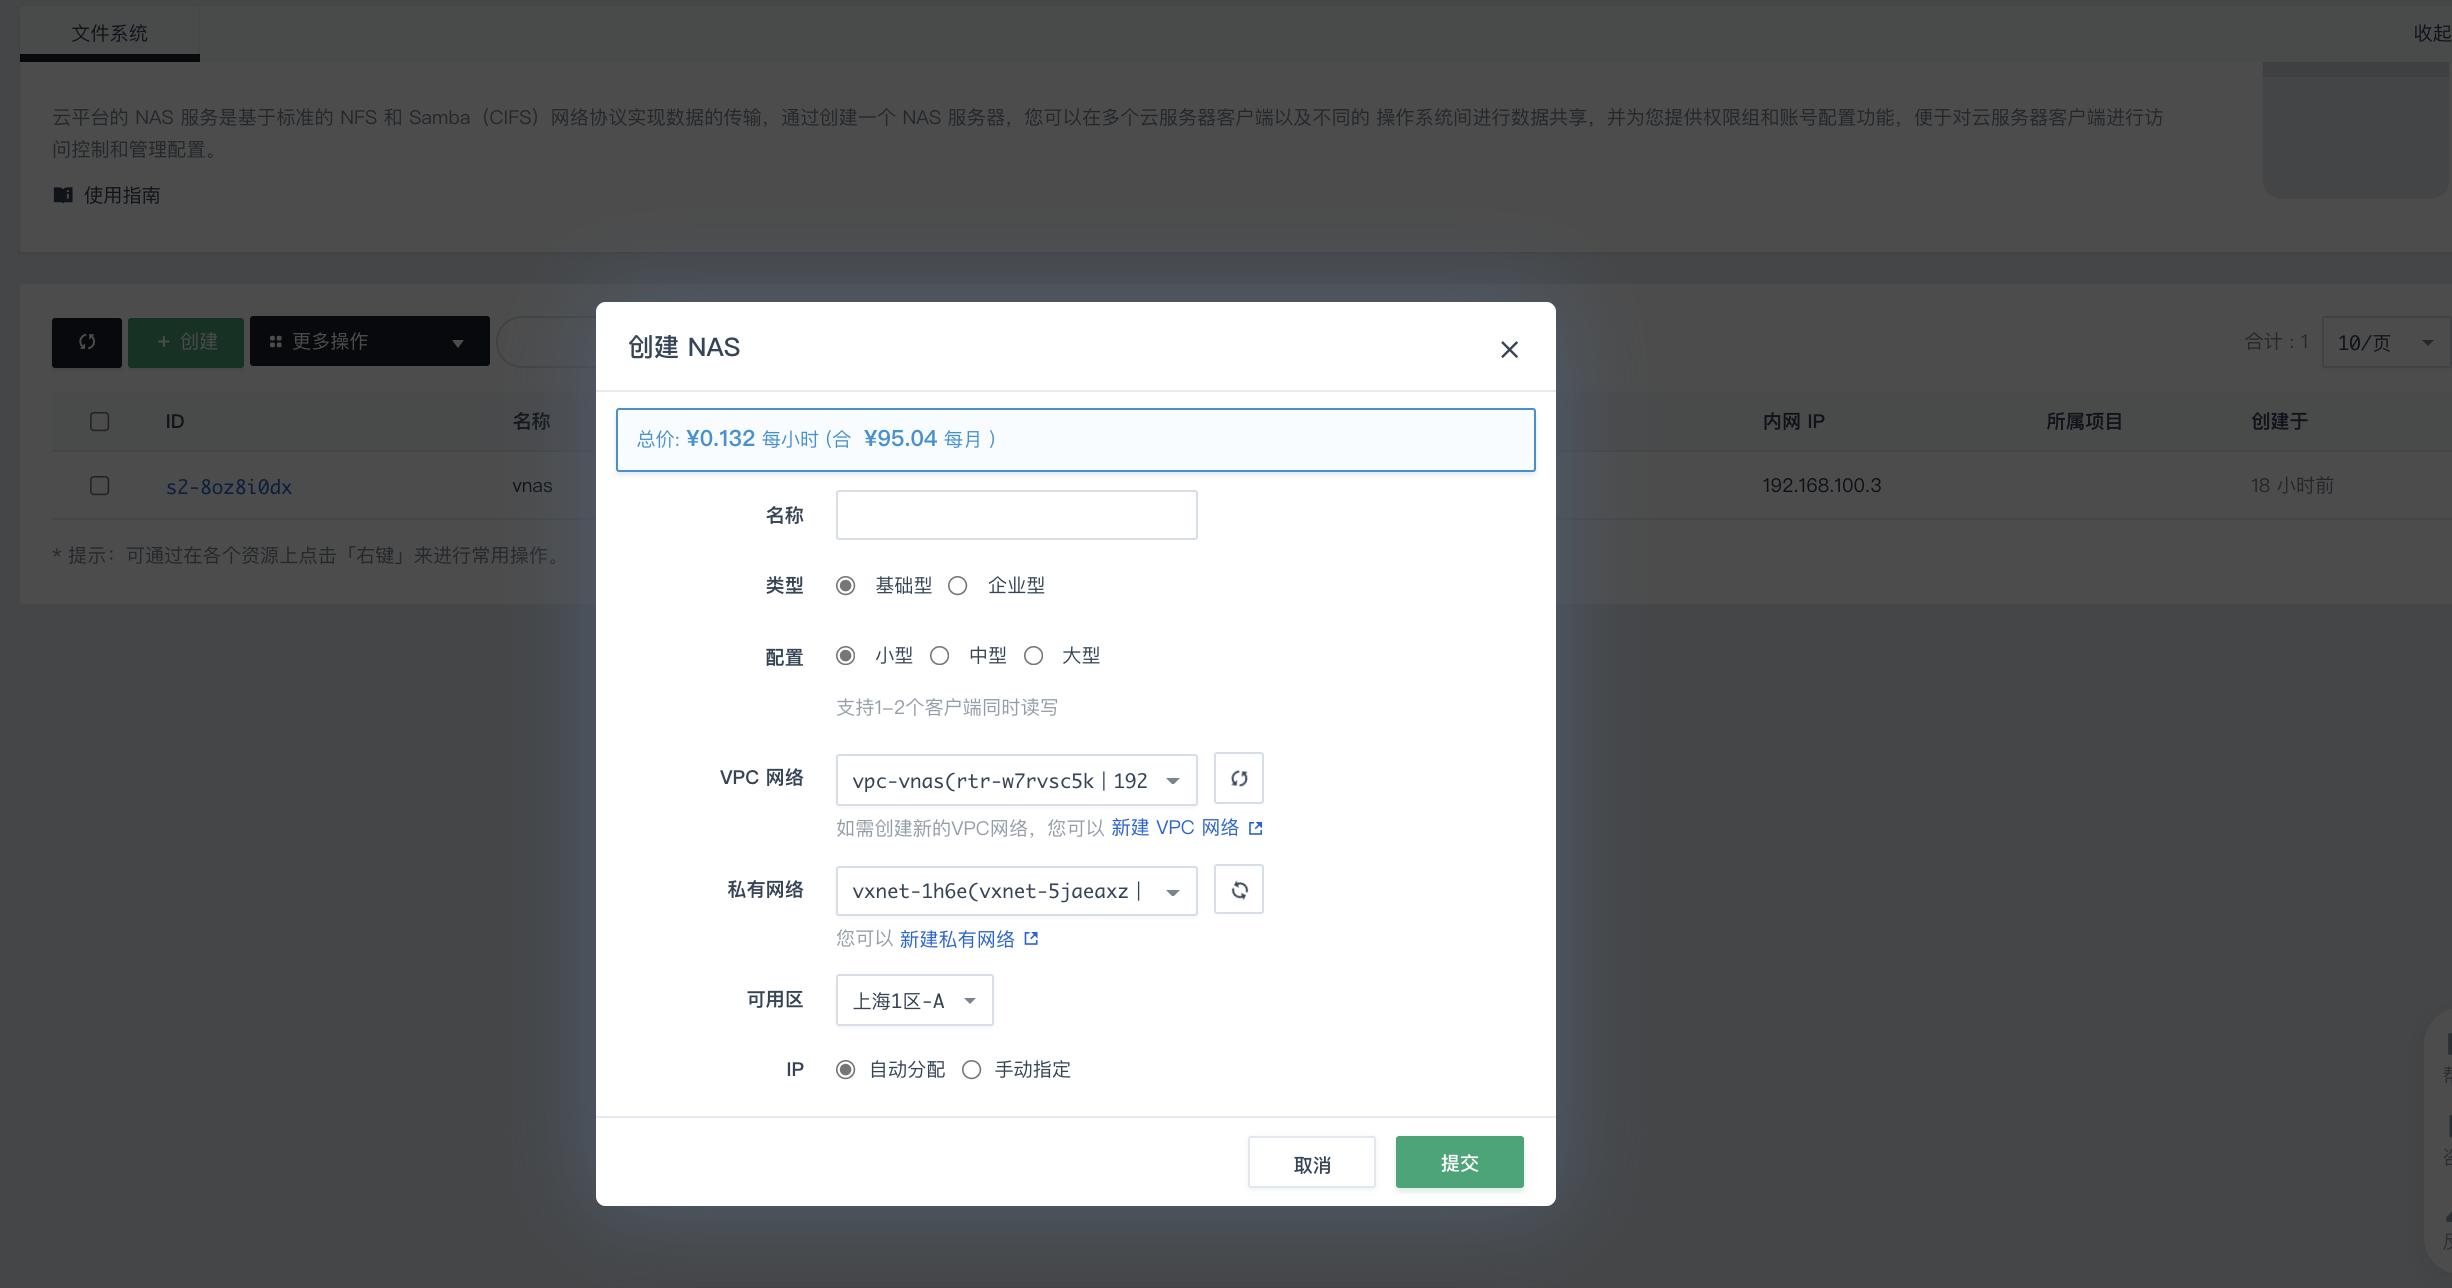 文件系统
收起
云平台的 NAS 服务是基于标准的 NFS 和 Samba（CIFS）网络协议实现数据的传输，通过创建一个 NAS 服务器，您可以在多个云服务器客户端以及不同的 操作系统间进行数据共享，并为您提供权限组和账号配置功能，便于对云服务器客户端进行访
问控制和管理配置。
使用指南
+ 创建
更多操作
合计：1
10/页
ID
名称
内网 IP
所属项目
创建于
s2-8oz8i0dx
vnas
192.168.100.3
18 小时前
* 提示：可通过在各个资源上点击「右键」来进行常用操作。
创建 NAS
总价: ¥0.132 每小时 (合 ¥95.04 每月 )
名称
类型
基础型
企业型
配置
小型
中型
大型
支持1-2个客户端同时读写
VPC 网络
vpc-vnas(rtr-w7rvsc5k | 192
如需创建新的VPC网络，您可以 新建 VPC 网络
私有网络
vxnet-1h6e(vxnet-5jaeaxz |
您可以 新建私有网络
可用区
上海1区-A
IP
自动分配
手动指定
取消
提交